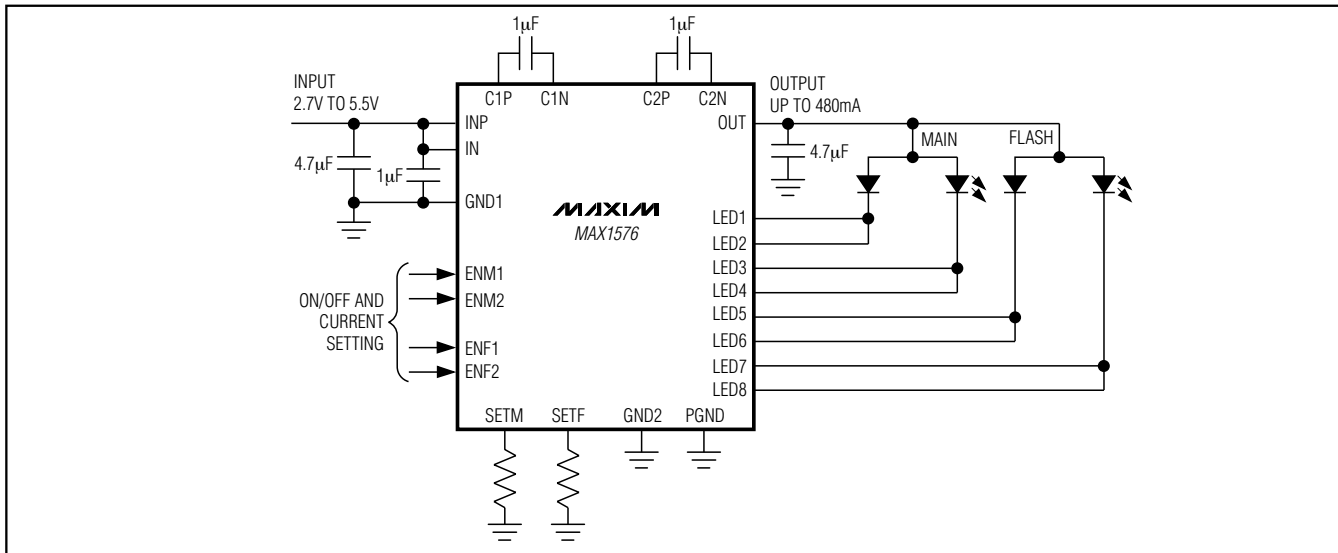 1µF
1µF
INPUT
2.7V TO 5.5V
OUTPUT
UP TO 480mA
C1P
C1N
C2P
C2N
INP
OUT
MAIN
FLASH
IN
4.7µF
1µF
4.7µF
GND1
MAXIM
MAX1576
LED1
LED2
LED3
LED4
LED5
LED6
LED7
LED8
ENM1
ENM2
ENF1
ENF2
ON/OFF AND
CURRENT
SETTING
SETM
SETF
GND2
PGND